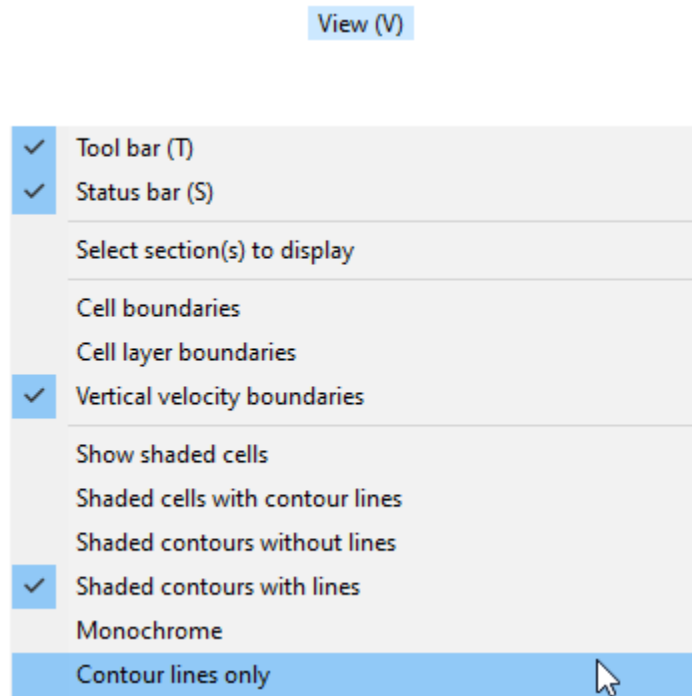 View (V)
Tool bar (T)
Status bar (S)
Select section(s) to display
Cell boundaries
Cell layer boundaries
Vertical velocity boundaries
Show shaded cells
Shaded cells with contour lines
Shaded contours without lines
Shaded contours with lines
Monochrome
Contour lines only